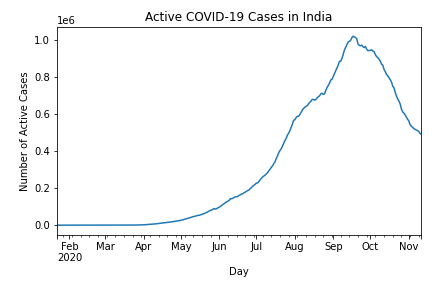 Active COVID-19 Cases in India
1e6
1.0
0.8
0.6
0.4
0.2
0.0
Number of Active Cases
Feb Mar Apr May Jun Jul Aug Sep Oct Nov
2020
Day